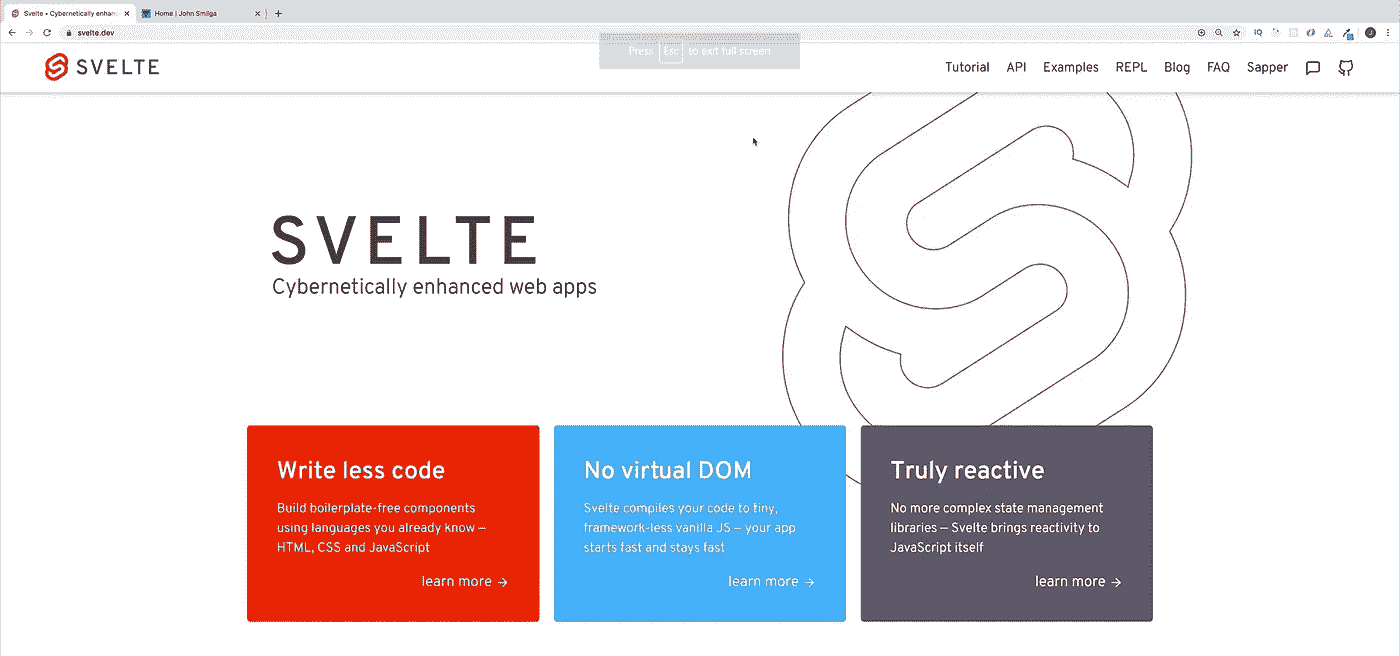 Svelte • Cybernetically enhan
Home | John Smilga
svelte.dev
Press Esc to exit full screen
SVELTE
Tutorial API Examples REPL Blog FAQ Sapper
SVELTE
Cybernetically enhanced web apps
Write less code
Build boilerplate-free components
using languages you already know –
HTML, CSS and JavaScript
learn more →
No virtual DOM
Svelte compiles your code to tiny,
framework-less vanilla JS – your app
starts fast and stays fast
learn more →
Truly reactive
No more complex state management
libraries – Svelte brings reactivity to
JavaScript itself
learn more →